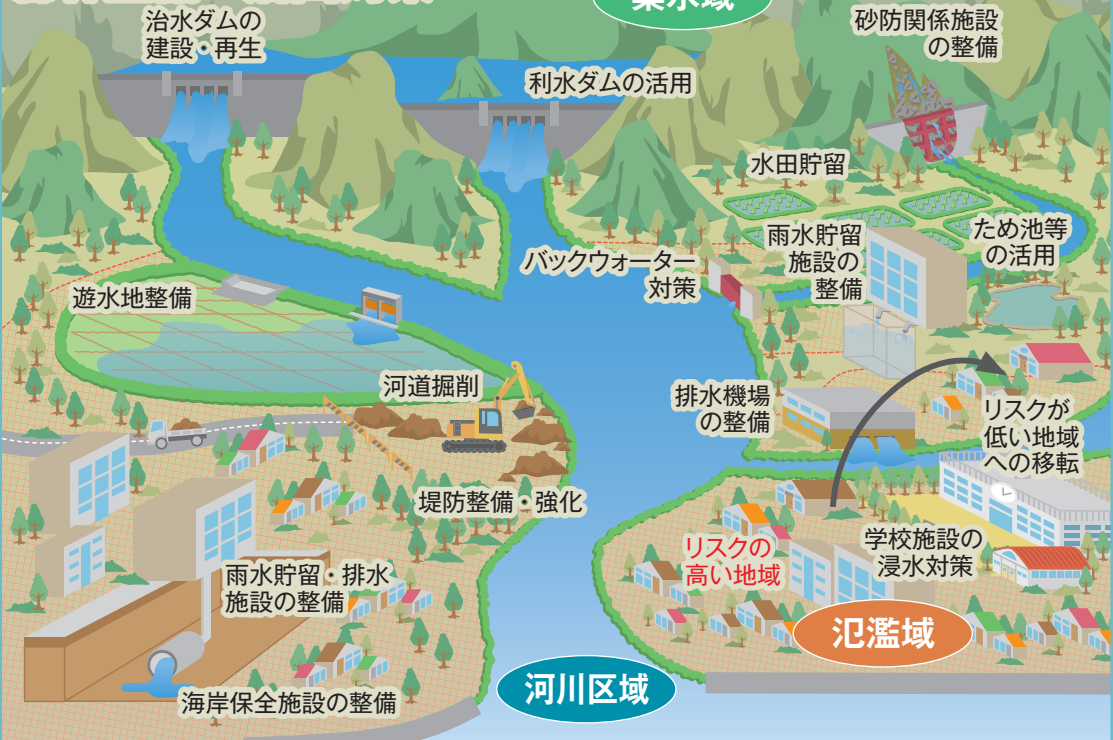 治水ダムの
建設・再生
集水域
砂防関係施設
の整備
利水ダムの活用
水田貯留
雨水貯留
施設の
整備
ため池等
の活用
バックウォーター
対策
遊水地整備
河道掘削
排水機場
の整備
リスクが
低い地域
への移転
堤防整備・強化
リスクの
高い地域
学校施設の
浸水対策
雨水貯留・排水
施設の整備
氾濫域
河川区域
海岸保全施設の整備